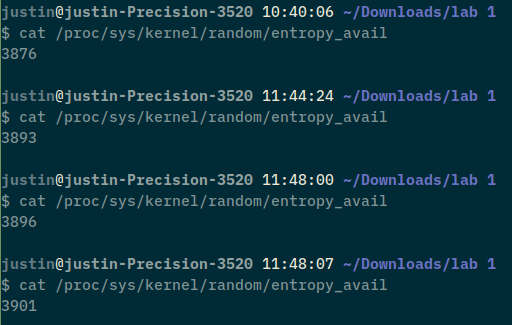 justin@justin-Precision-3520 10:40:06 ~/Downloads/lab 1
$ cat /proc/sys/kernel/random/entropy_avail
3876
justin@justin-Precision-3520 11:44:24 ~/Downloads/lab 1
$ cat /proc/sys/kernel/random/entropy_avail
3893
justin@justin-Precision-3520 11:48:00 ~/Downloads/lab 1
$ cat /proc/sys/kernel/random/entropy_avail
3896
justin@justin-Precision-3520 11:48:07 ~/Downloads/lab 1
$ cat /proc/sys/kernel/random/entropy_avail
3901